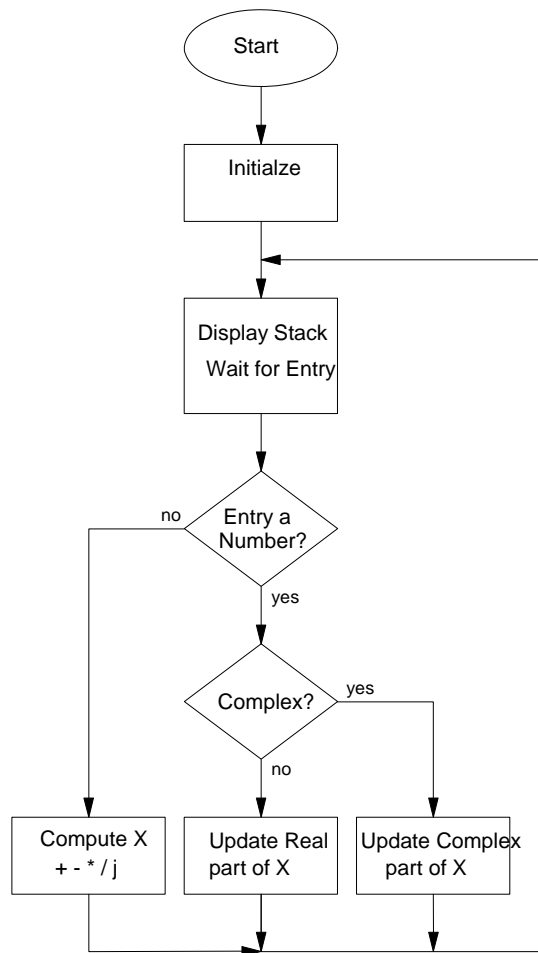 Start
Initialze
Display Stack
Wait for Entry
no
Entry a
Number?
yes
Complex?
yes
no
Compute X
+ - * / j
Update Real
part of X
Update Complex
part of X